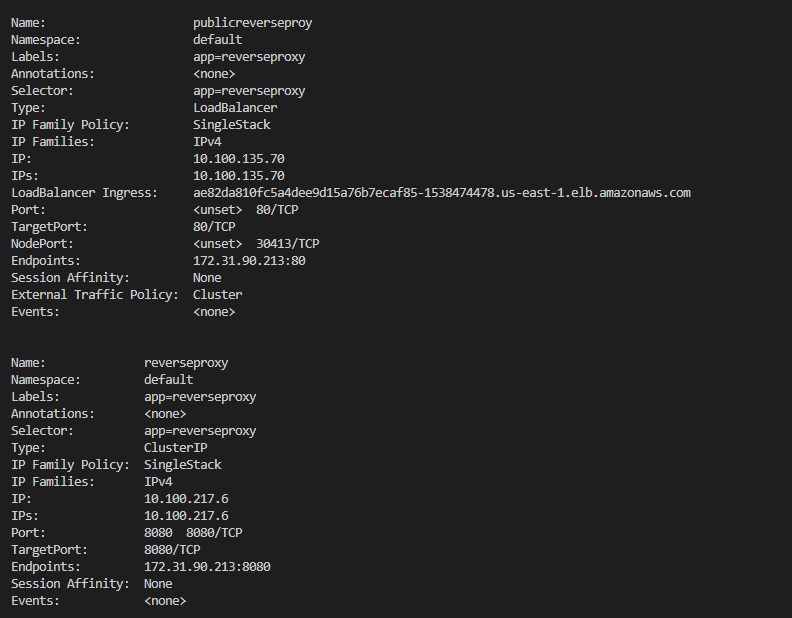 Name: publicreverseproy
Namespace: default
Labels: app=reverseproxy
Annotations: <none>
Selector: app=reverseproxy
Type: LoadBalancer
IP Family Policy: SingleStack
IP Families: IPv4
IP: 10.100.135.70
IPs: 10.100.135.70
LoadBalancer Ingress: ae82da810fc5a4dee9d15a76b7ecaf85-1538474478.us-east-1.elb.amazonaws.com
Port: <unset> 80/TCP
TargetPort: 80/TCP
NodePort: <unset> 30413/TCP
Endpoints: 172.31.90.213:80
Session Affinity: None
External Traffic Policy: Cluster
Events: <none>
Name: reverseproxy
Namespace: default
Labels: app=reverseproxy
Annotations: <none>
Selector: app=reverseproxy
Type: ClusterIP
IP Family Policy: SingleStack
IP Families: IPv4
IP: 10.100.217.6
IPs: 10.100.217.6
Port: 8080 8080/TCP
TargetPort: 8080/TCP
Endpoints: 172.31.90.213:8080
Session Affinity: None
Events: <none>